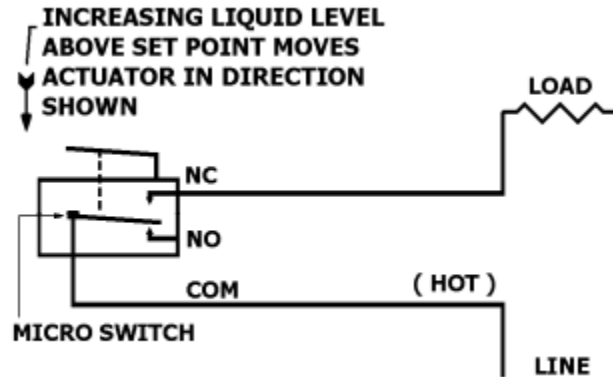 INCREASING LIQUID LEVEL
ABOVE SET POINT MOVES
ACTUATOR IN DIRECTION
SHOWN
LOAD
NC
NO
COM
( HOT )
MICRO SWITCH
LINE